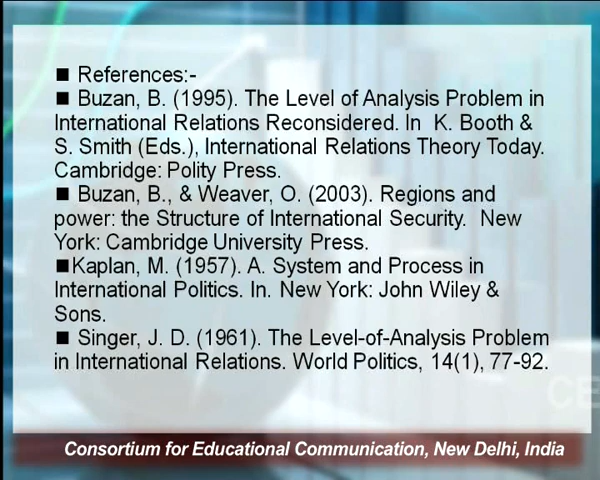 ■ References:-
■ Buzan, B. (1995). The Level of Analysis Problem in
International Relations Reconsidered. In K. Booth &
S. Smith (Eds.), International Relations Theory Today.
Cambridge: Polity Press.
■ Buzan, B., & Weaver, O. (2003). Regions and
power: the Structure of International Security. New
York: Cambridge University Press.
■Kaplan, M. (1957). A. System and Process in
International Politics. In. New York: John Wiley &
Sons.
■ Singer, J. D. (1961). The Level-of-Analysis Problem
in International Relations. World Politics, 14(1), 77-92.
CE
Consortium for Educational Communication, New Delhi, India